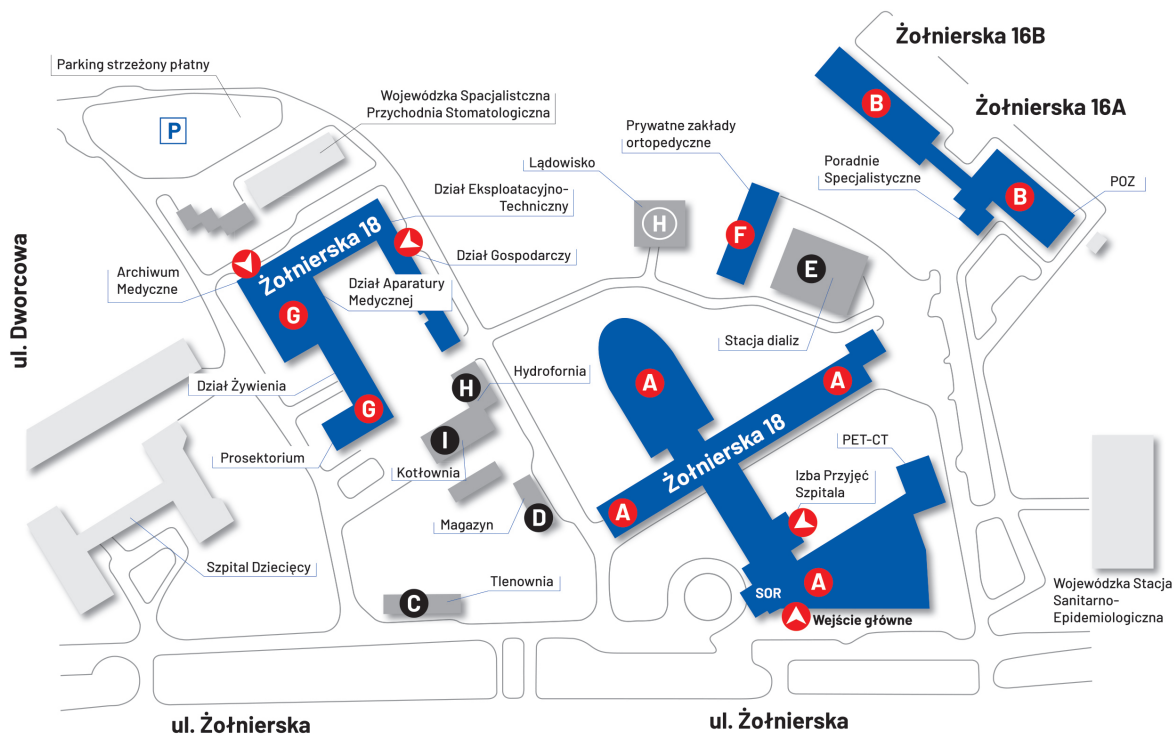 Żołnierska 16B
Parking strzeżony płatny
Wojewódzka Spacjalistczna
Przychodnia Stomatologiczna
Żołnierska 16A
B
P
Prywatne zakłady
ortopedyczne
Lądowisko
Poradnie
Specjalistyczne
POZ
Dział Eksploatacyjno-
Techniczny
B
H
F
Żołnierska 18
Dział Gospodarczy
E
Archiwum
Medyczne
Dział Aparatury
Medycznej
ul. Dworcowa
G
Stacja dializ
Hydrofornia
Dział Żywienia
H
A
A
G
I
Żołnierska 18
PET-CT
Prosektorium
Kotłownia
Izba Przyjęć
Szpitala
A
D
Magazyn
Szpital Dziecięcy
Tlenownia
C
SOR
A
Wejście główne
Wojewódzka Stacja
Sanitarno-
Epidemiologiczna
ul. Żołnierska
ul. Żołnierska